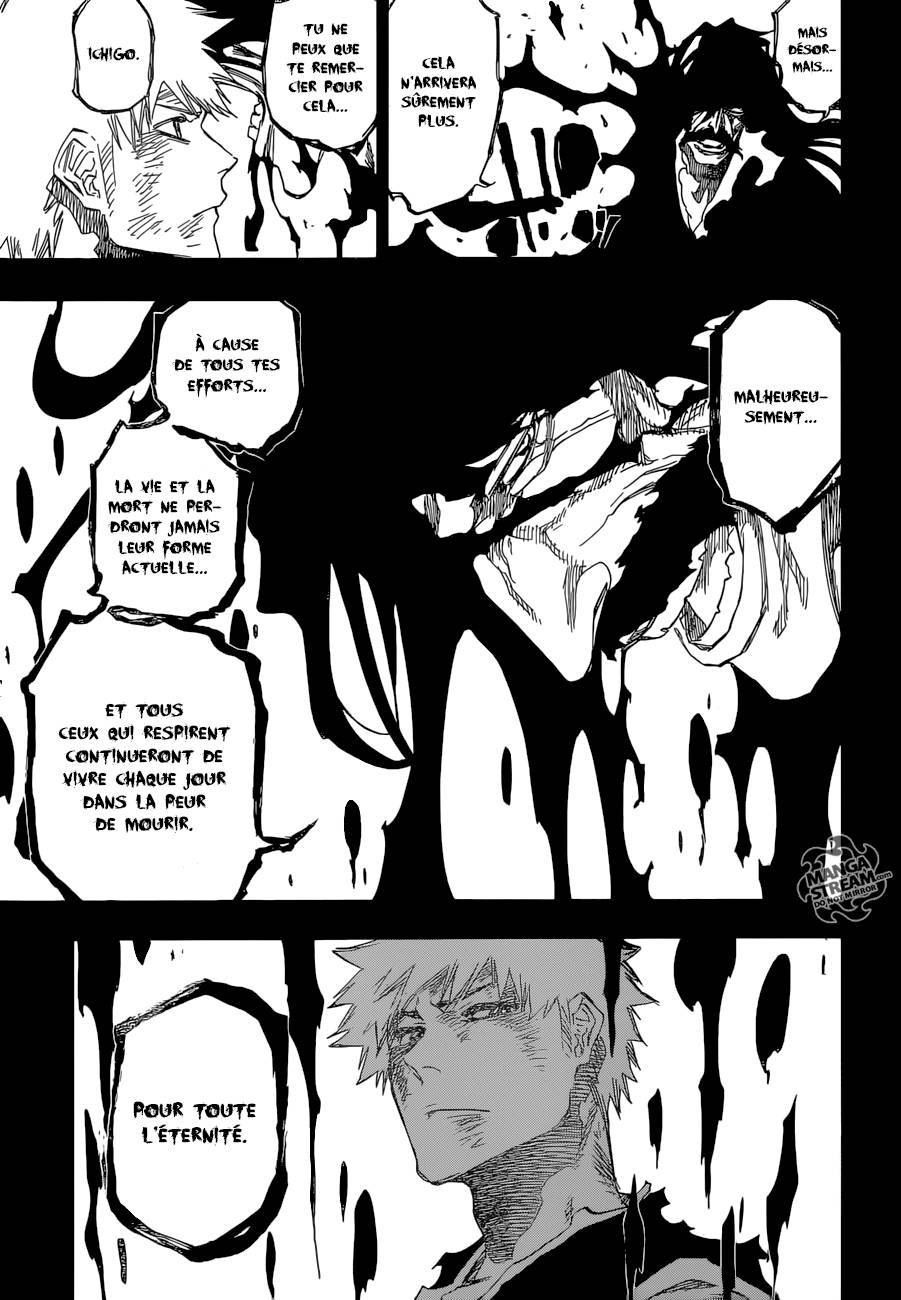 MAIS
DÉSOR-
MAIS...
CELA
N'ARRIVERA
SÛREMENT
PLUS.
TU NE
PEUX QUE
TE REMER-
CIER POUR
CELA...
ICHIGO.
MALHEUREU-
SEMENT...
À CAUSE
DE TOUS TES
EFFORTS...
LA VIE ET LA
MORT NE PER-
DRONT JAMAIS
LEUR FORME
ACTUELLE...
ET TOUS
CEUX QUI RESPIRENT
CONTINUERONT DE
VIVRE CHAQUE JOUR
DANS LA PEUR
DE MOURIR.
MANGA
STREAM.com
DO NOT MIRROR
POUR TOUTE
L'ÉTERNITÉ.